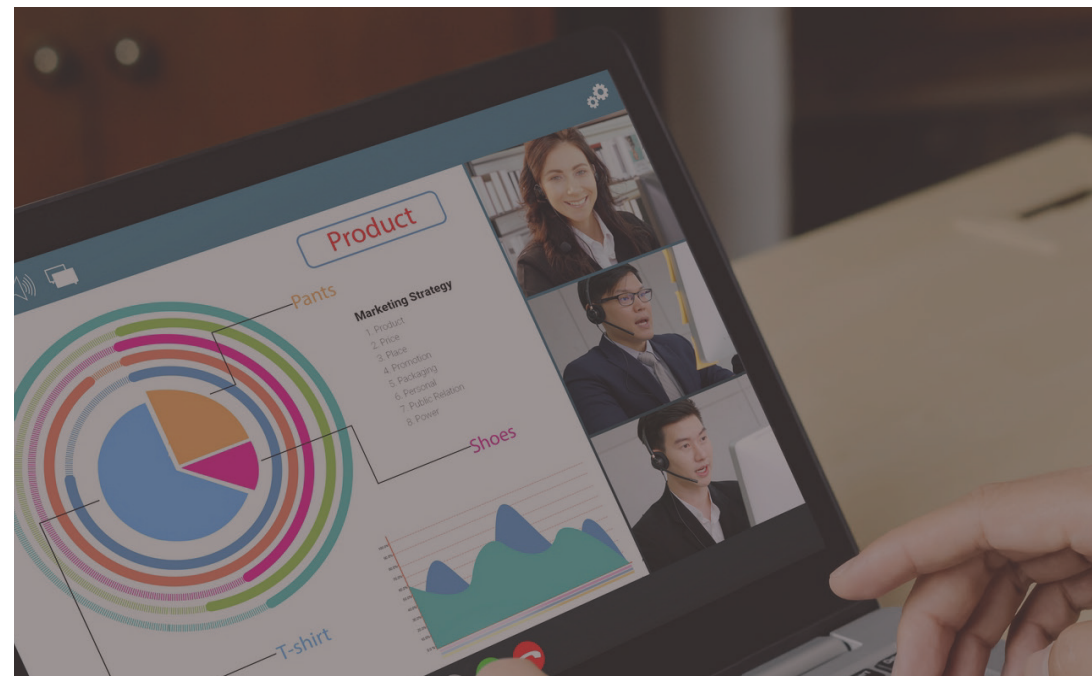 Product
Pants
Marketing Strategy
1. Product
2. Price
3. Place
4. Promotion
5. Packaging
6. Personal
7. Public Relation
8. Power
Shoes
T-shirt